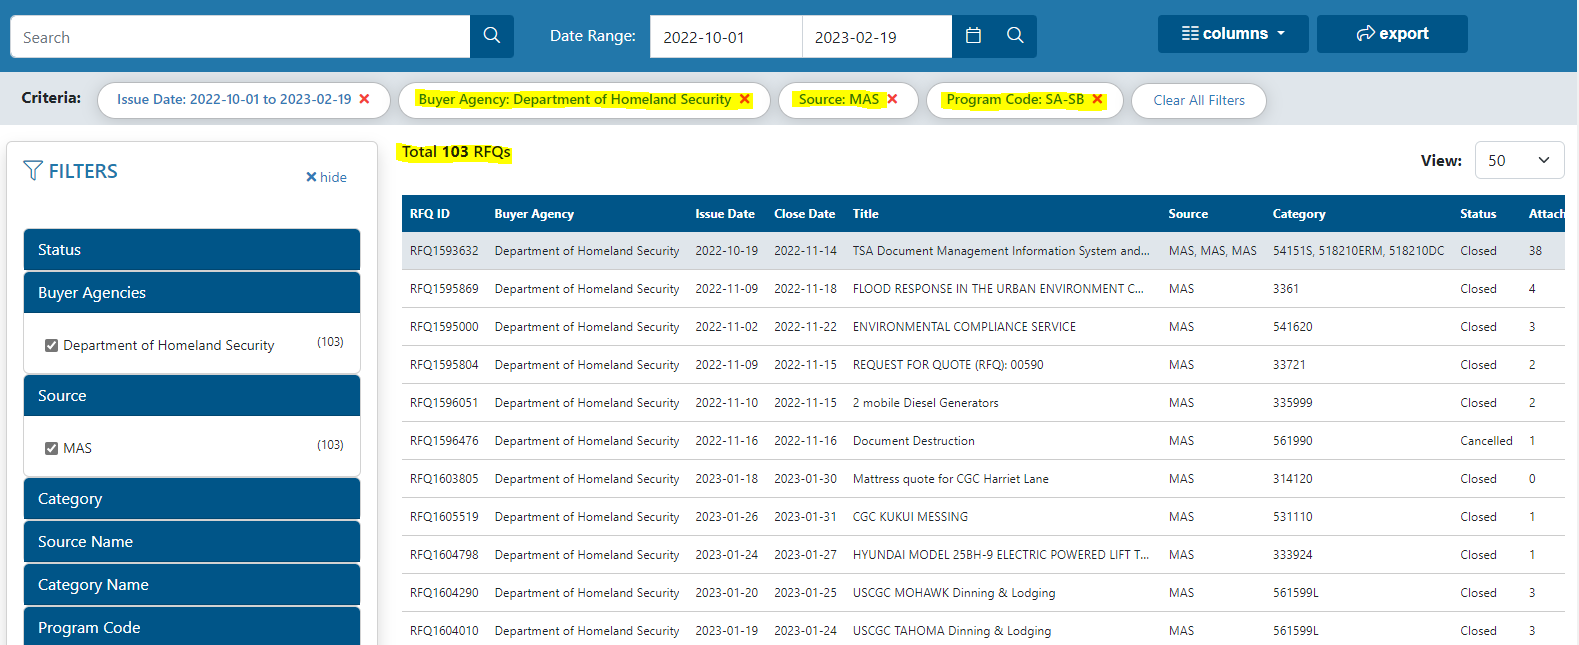 Search Date Range: 2022-10-01 2023-02-19 columns export
Criteria: Issue Date: 2022-10-01 to 2023-02-19 × Buyer Agency: Department of Homeland Security × Source: MAS × Program Code: SA-SB × Clear All Filters
FILTERS
× hide
Status
Buyer Agencies
Department of Homeland Security (103)
Source
MAS (103)
Category
Source Name
Category Name
Program Code
Total 103 RFQs
View: 50
RFQ ID Buyer Agency Issue Date Close Date Title Source Category Status Attach
RFQ1593632 Department of Homeland Security 2022-10-19 2022-11-14 TSA Document Management Information System and... MAS, MAS, MAS 54151S, 518210ERM, 518210DC Closed 38
RFQ1595869 Department of Homeland Security 2022-11-09 2022-11-18 FLOOD RESPONSE IN THE URBAN ENVIRONMENT C... MAS 3361 Closed 4
RFQ1595000 Department of Homeland Security 2022-11-02 2022-11-22 ENVIRONMENTAL COMPLIANCE SERVICE MAS 541620 Closed 3
RFQ1595804 Department of Homeland Security 2022-11-09 2022-11-15 REQUEST FOR QUOTE (RFQ): 00590 MAS 33721 Closed 2
RFQ1596051 Department of Homeland Security 2022-11-10 2022-11-15 2 mobile Diesel Generators MAS 335999 Closed 2
RFQ1596476 Department of Homeland Security 2022-11-16 2022-11-16 Document Destruction MAS 561990 Cancelled 1
RFQ1603805 Department of Homeland Security 2023-01-18 2023-01-30 Mattress quote for CGC Harriet Lane MAS 314120 Closed 0
RFQ1605519 Department of Homeland Security 2023-01-26 2023-01-31 CGC KUKUI MESSING MAS 531110 Closed 1
RFQ1604798 Department of Homeland Security 2023-01-24 2023-01-27 HYUNDAI MODEL 25BH-9 ELECTRIC POWERED LIFT T... MAS 333924 Closed 1
RFQ1604290 Department of Homeland Security 2023-01-20 2023-01-25 USCGC MOHAWK Dinning & Lodging MAS 561599L Closed 3
RFQ1604010 Department of Homeland Security 2023-01-19 2023-01-24 USCGC TAHOMA Dinning & Lodging MAS 561599L Closed 3